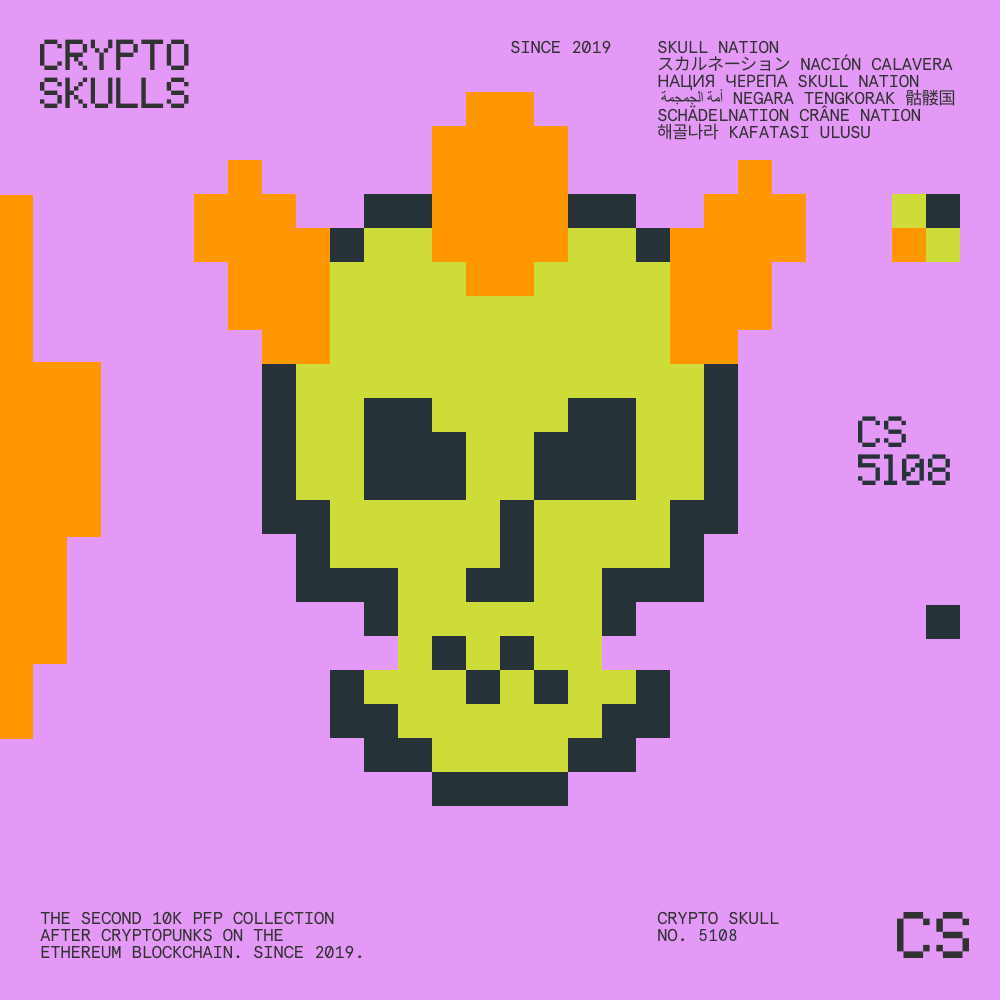 CRYPTO
SKULLS
SINCE 2019
SKULL NATION
スカルネーション NACIÓN CALAVERA
НАЦИЯ ЧЕРЕПА SKULL NATION
أمة الجمجمة NEGARA TENGKORAK 骷髅国
SCHÄDELNATION CRÂNE NATION
해골나라 KAFATASI ULUSU
CS
5108
THE SECOND 10K PFP COLLECTION
AFTER CRYPTOPUNKS ON THE
ETHEREUM BLOCKCHAIN. SINCE 2019.
CRYPTO SKULL
NO. 5108
CS